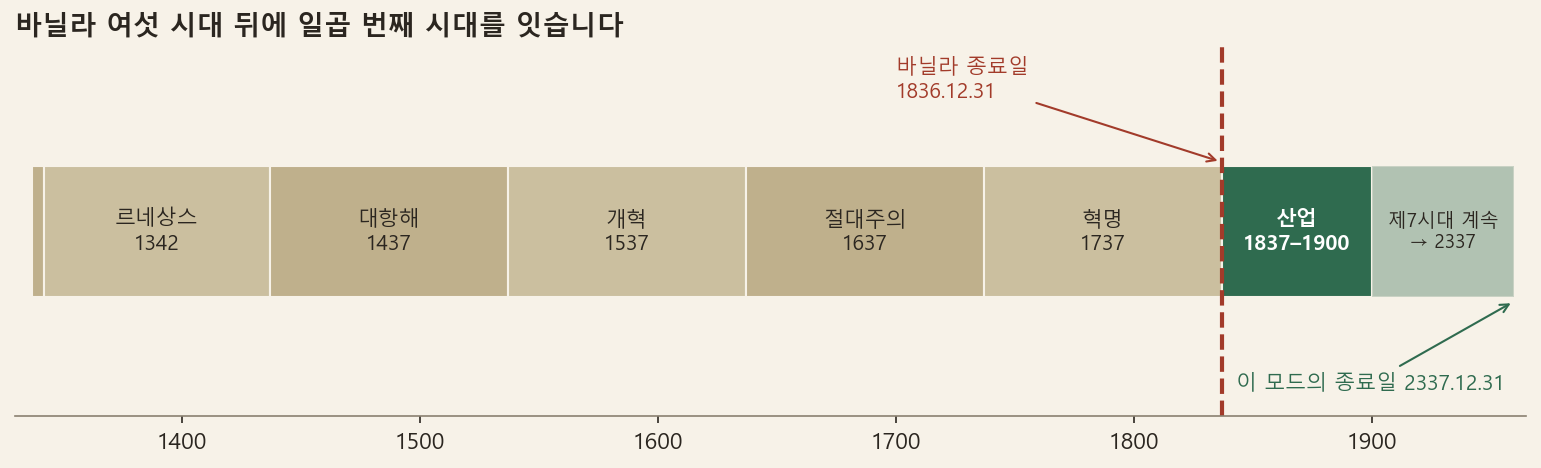 바닐라 여섯 시대 뒤에 일곱 번째 시대를 잇습니다
바닐라 종료일
1836.12.31
르네상스
1342
대항해
1437
개혁
1537
절대주의
1637
혁명
1737
산업
1837–1900
제7시대 계속
→ 2337
이 모드의 종료일 2337.12.31
1400
1500
1600
1700
1800
1900